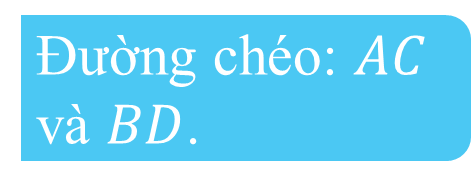 Đường chéo: AC
và BD.